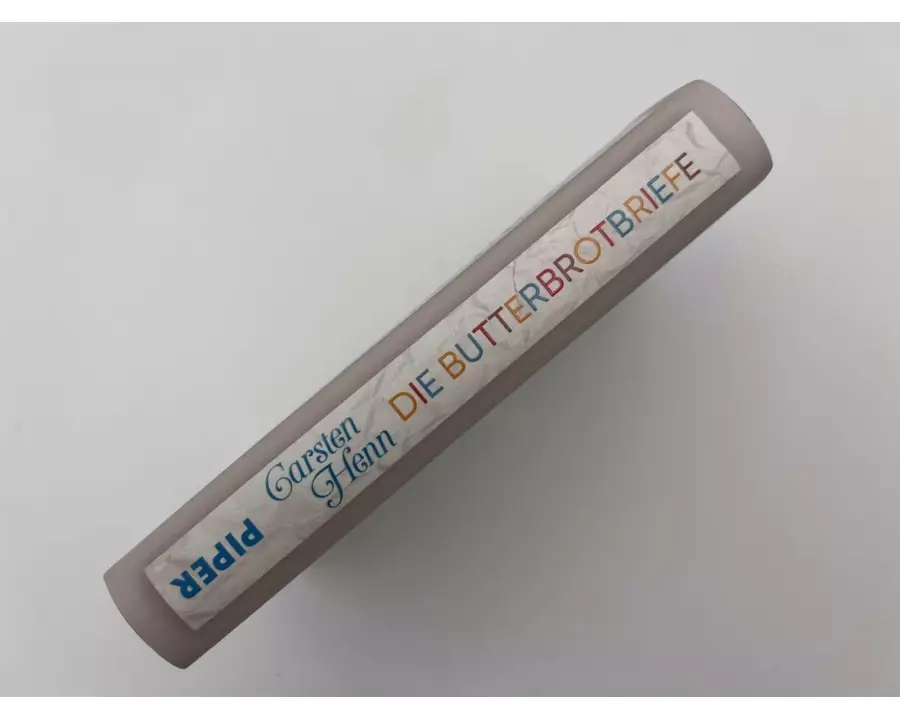 PIPER
Carsten
Henn
DIE BUTTERBROTBRIEFE